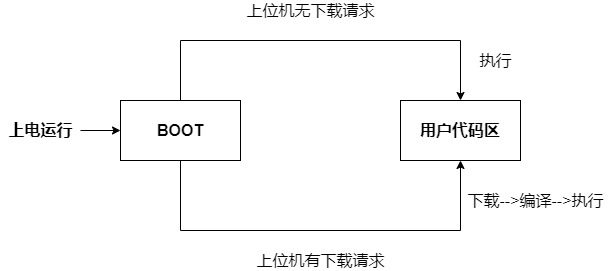 上位机无下载请求
执行
上电运行
BOOT
用户代码区
下载-->编译-->执行
上位机有下载请求